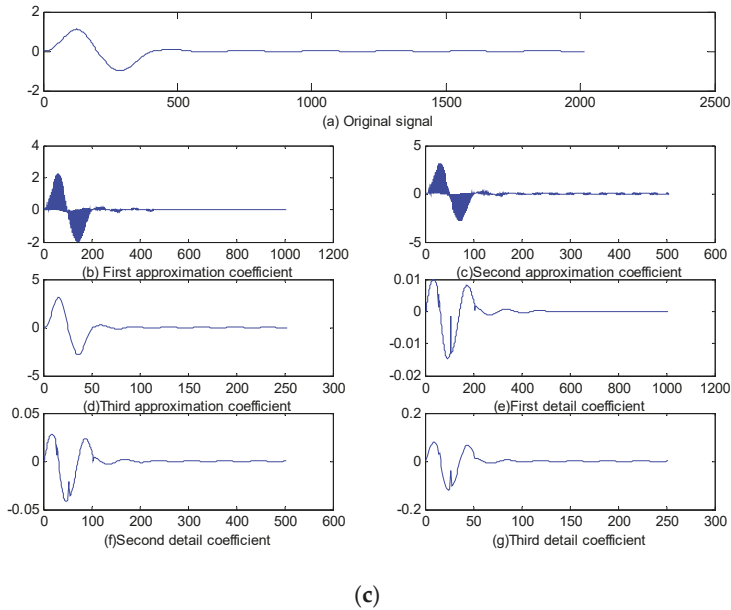 2
0
-2
0 500 1000 1500 2000 2500
(a) Original signal
4
2
0
-2
0 200 400 600 800 1000 1200
(b) First approximation coefficient
5
0
-5
0 100 200 300 400 500 600
(c)Second approximation coefficient
5
0
-5
0 50 100 150 200 250 300
(d)Third approximation coefficient
0.01
0
-0.01
-0.02
0 200 400 600 800 1000 1200
(e)First detail coefficient
0.05
0
-0.05
0 100 200 300 400 500 600
(f)Second detail coefficient
0.2
0
-0.2
0 50 100 150 200 250 300
(g)Third detail coefficient
(c)